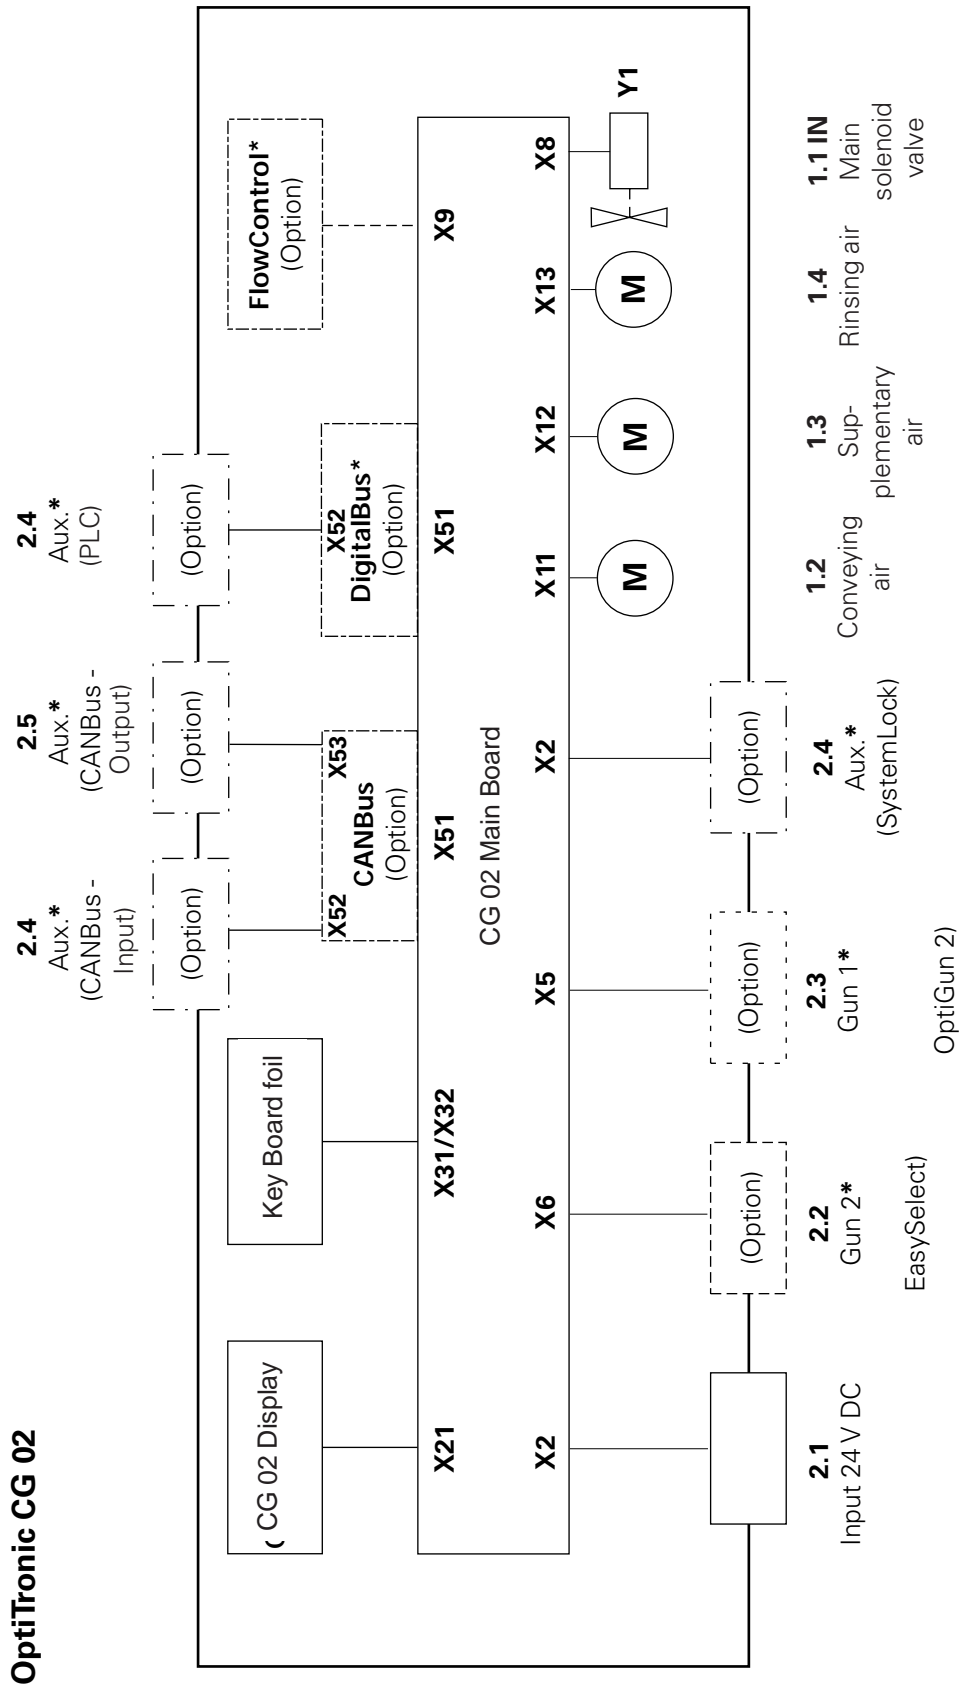 OptiTronic CG 02
2.4
Aux.*
(CANBus -
Input)
2.5
Aux.*
(CANBus -
Output)
2.4
Aux.*
(PLC)
(Option)
(Option)
(Option)
( CG 02 Display
Key Board foil
X52
X53
CANBus
(Option)
X52
DigitalBus*
(Option)
FlowControl*
(Option)
X21
X31/X32
X51
X51
X9
CG 02 Main Board
X2
X6
X5
X2
X11
X12
X13
X8
M
M
M
Y1
(Option)
(Option)
(Option)
2.1
Input 24 V DC
2.2
Gun 2*
EasySelect)
2.3
Gun 1*
OptiGun 2)
2.4
Aux.*
(SystemLock)
1.2
Conveying
air
1.3
Sup-
plementary
air
1.4
Rinsing air
1.1 IN
Main
solenoid
valve